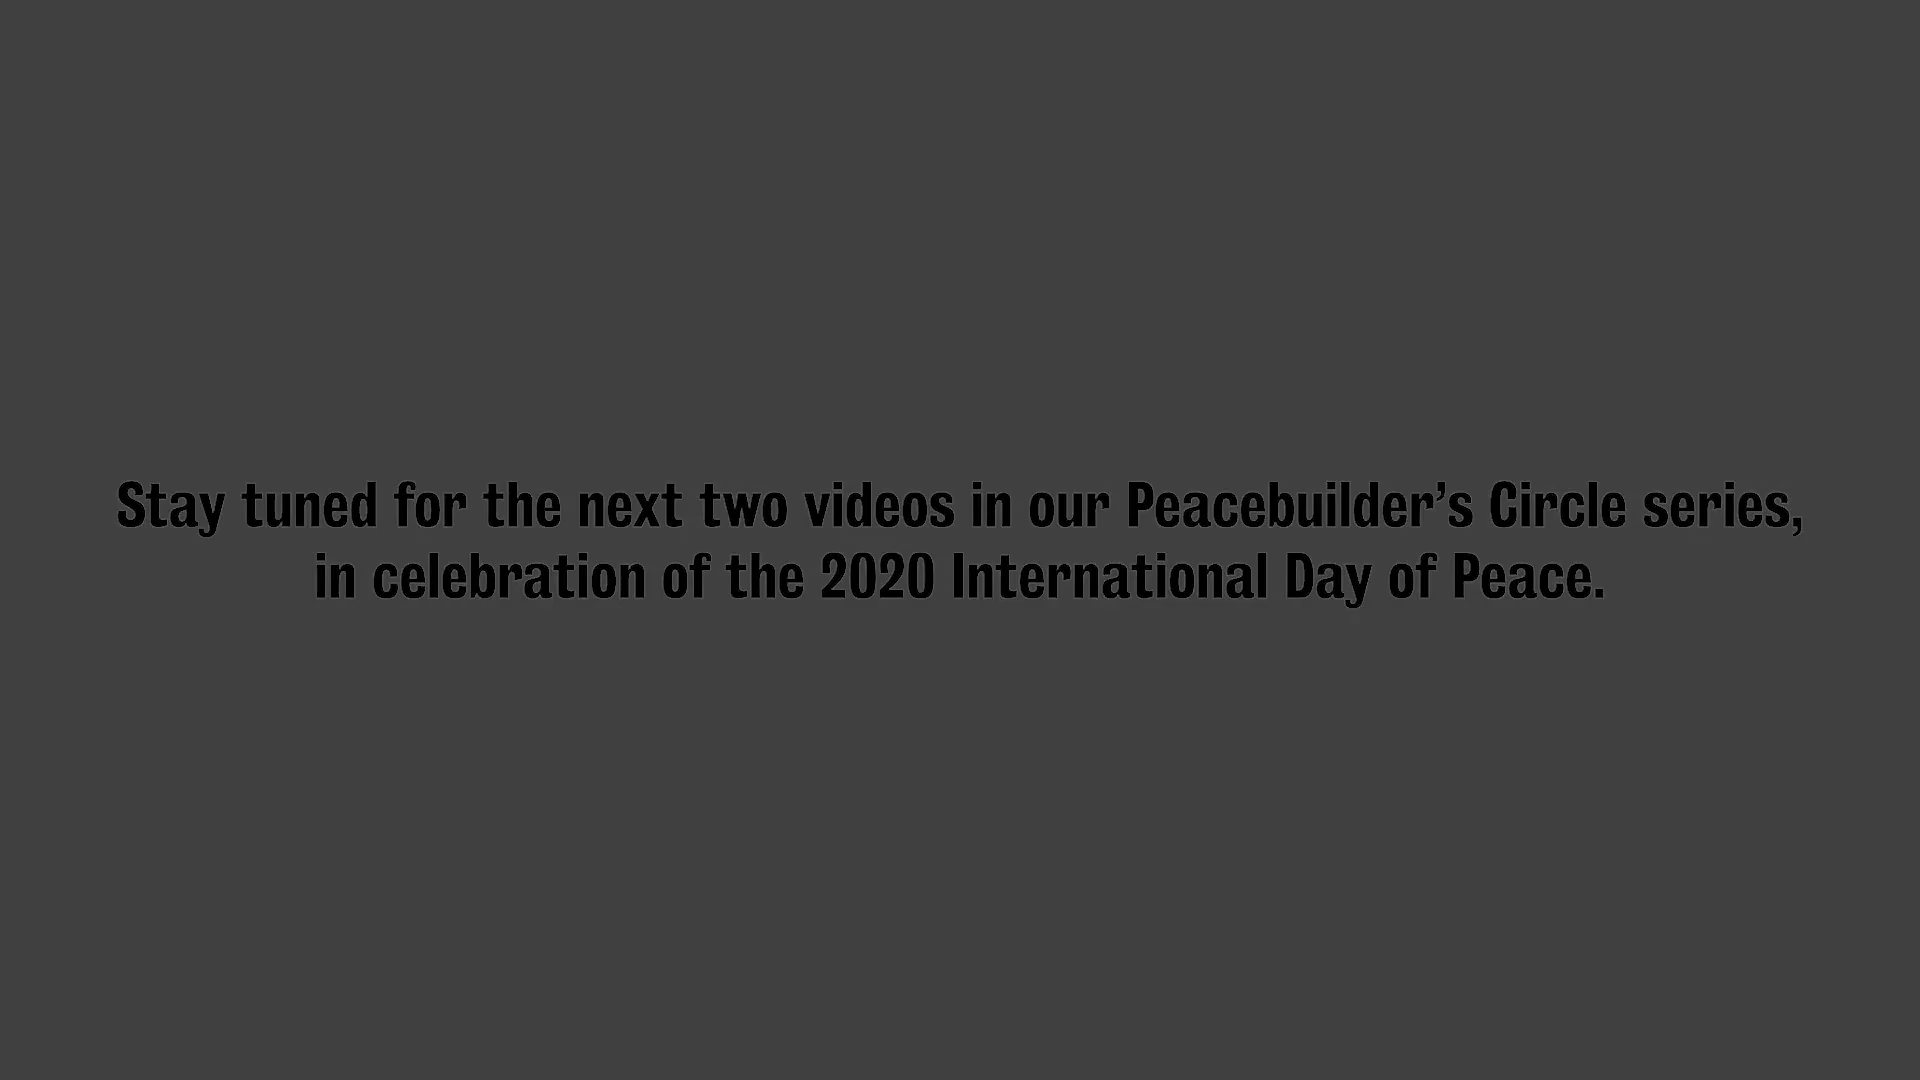 Stay tuned for the next two videos in our Peacebuilder’s Circle series,
in celebration of the 2020 International Day of Peace.